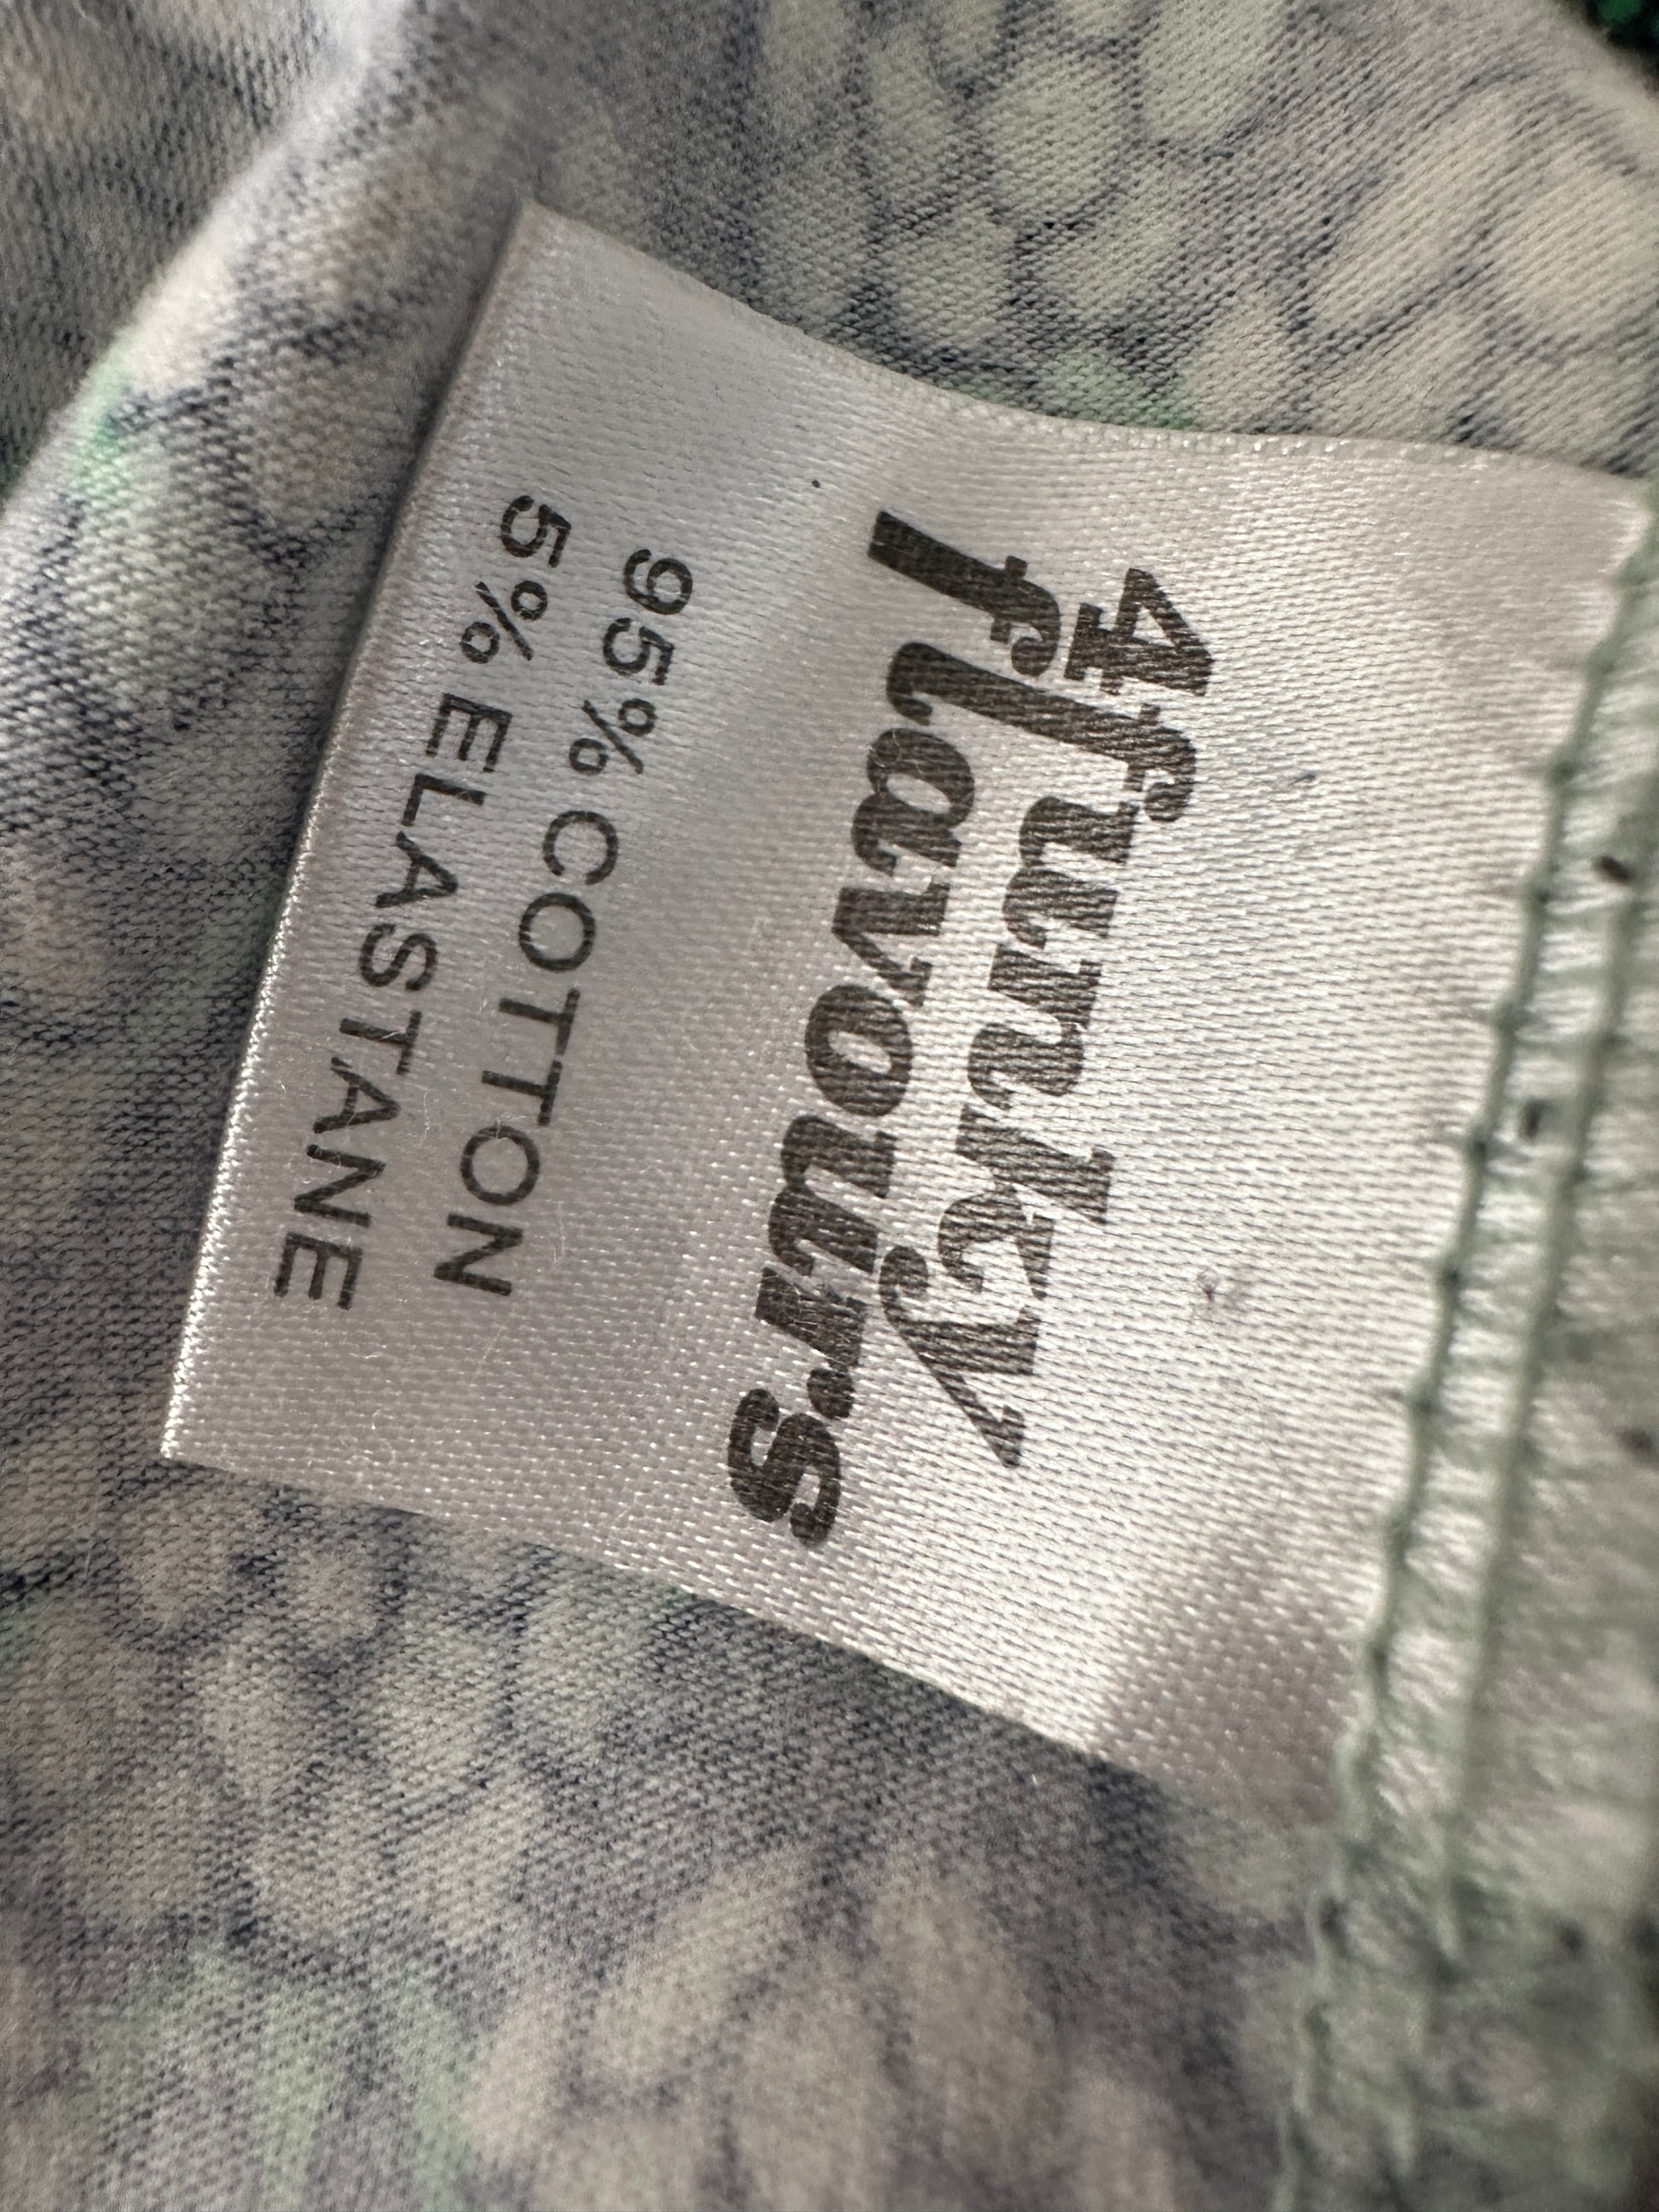 4funky
flavours
95% COTTON
5% ELASTANE